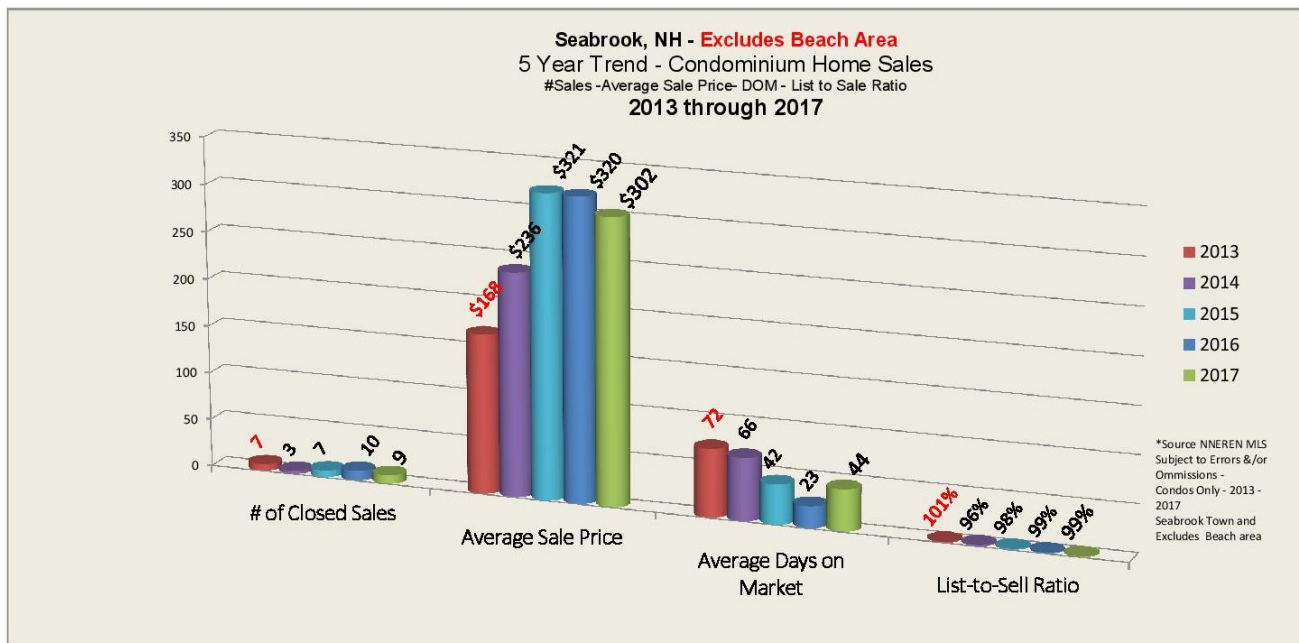 Seabrook, NH - Excludes Beach Area
5 Year Trend - Condominium Home Sales
#Sales -Average Sale Price- DOM - List to Sale Ratio
2013 through 2017
350
300
250
200
150
100
50
0
7
3
7
10
9
$168
$236
$321
$320
$302
72
66
42
23
44
101%
96%
98%
99%
99%
# of Closed Sales
Average Sale Price
Average Days on
Market
List-to-Sell Ratio
2013
2014
2015
2016
2017
*Source NNEREN MLS
Subject to Errors &/or
Ommissions -
Condos Only - 2013 -
2017
Seabrook Town and
Excludes Beach area